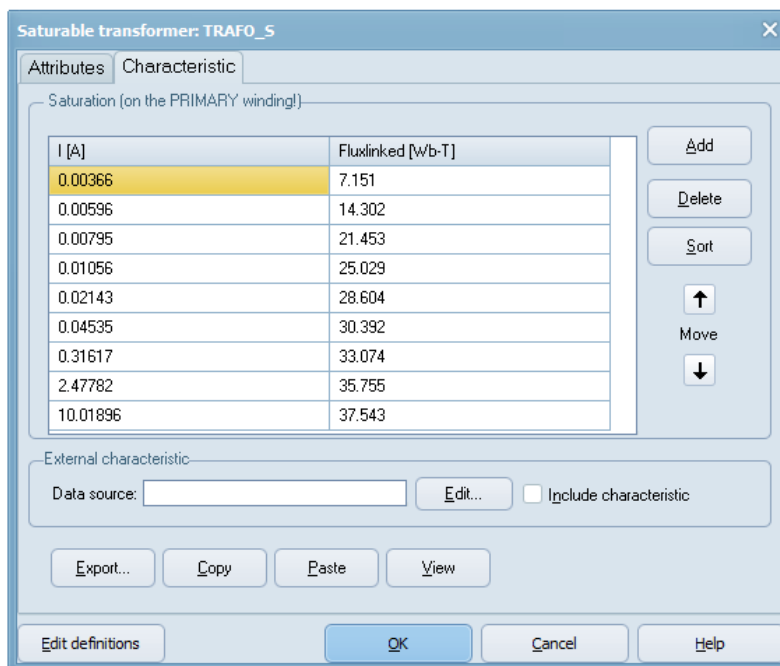 Saturable transformer: TRAFO_S
Attributes Characteristic
Saturation (on the PRIMARY winding!)
I [A] Fluxlinked [Wb-T]
0.00366 7.151
0.00596 14.302
0.00795 21.453
0.01056 25.029
0.02143 28.604
0.04535 30.392
0.31617 33.074
2.47782 35.755
10.01896 37.543
Add
Delete
Sort
Move
External characteristic
Data source: Edit... Include characteristic
Export... Copy Paste View
Edit definitions OK Cancel Help